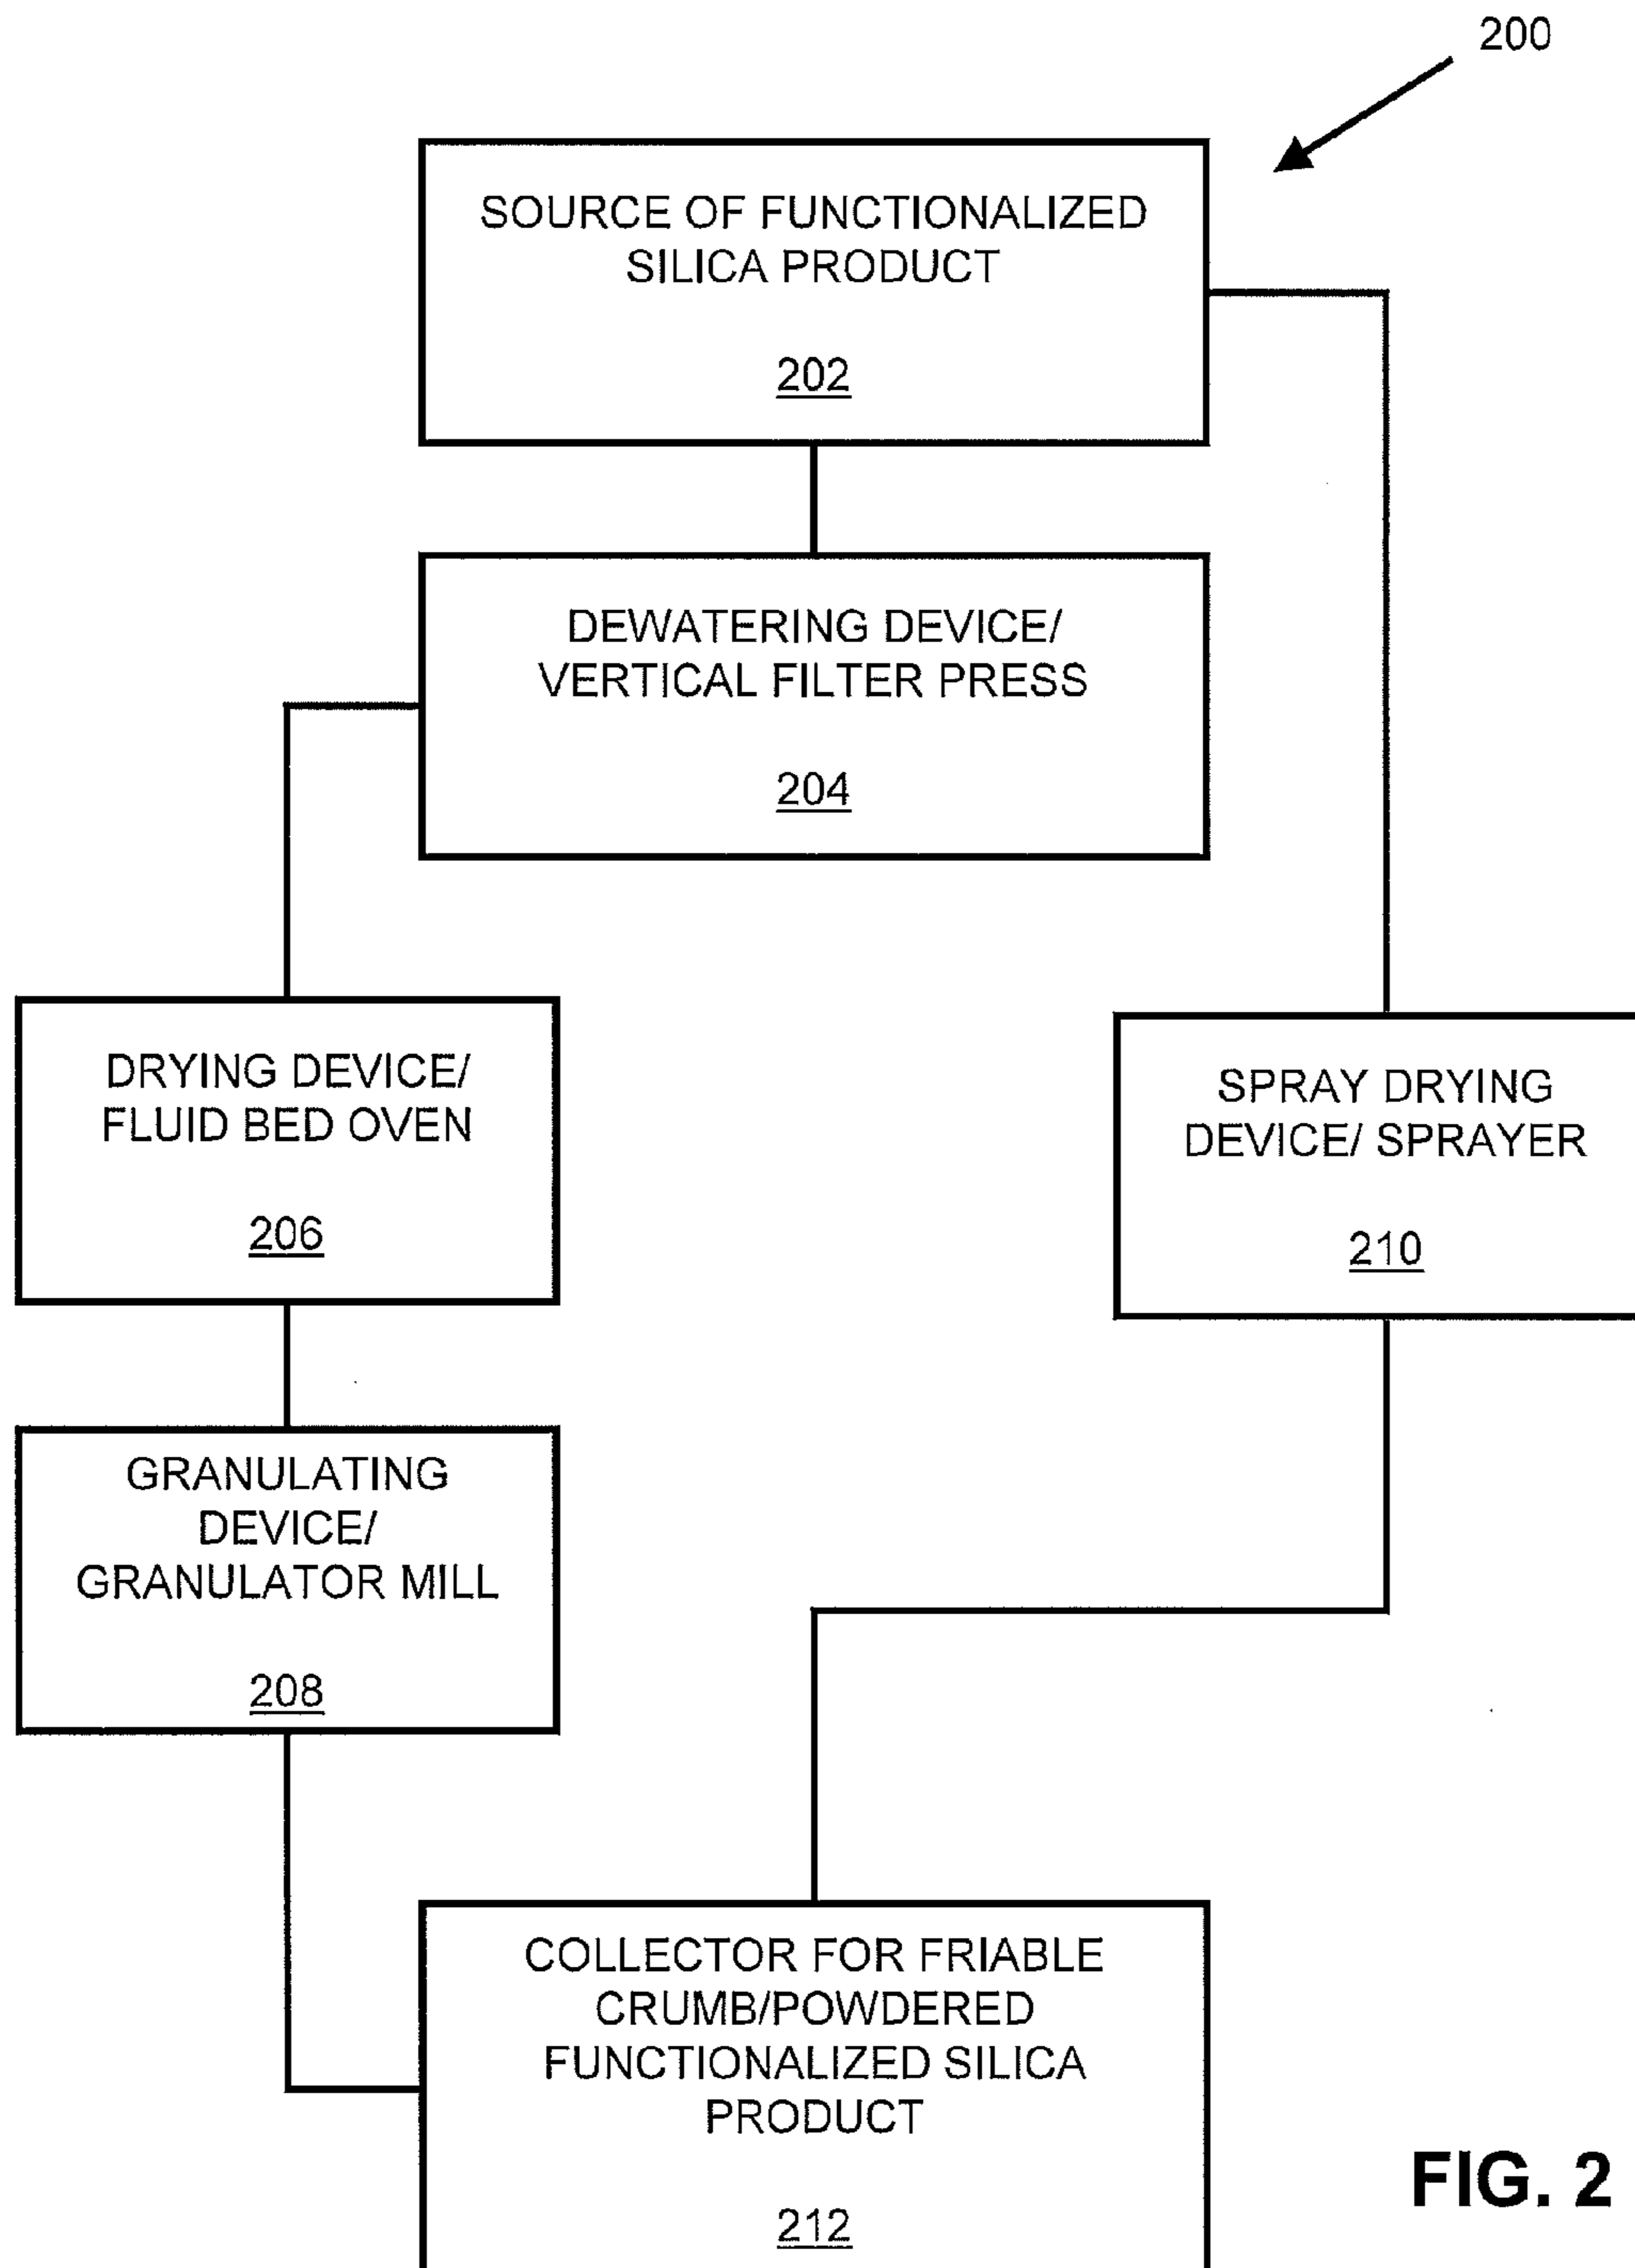 200
SOURCE OF FUNCTIONALIZED
SILICA PRODUCT
202
DEWATERING DEVICE/
VERTICAL FILTER PRESS
204
DRYING DEVICE/
FLUID BED OVEN
206
SPRAY DRYING
DEVICE/ SPRAYER
210
GRANULATING
DEVICE/
GRANULATOR MILL
208
COLLECTOR FOR FRIABLE
CRUMB/POWDERED
FUNCTIONALIZED SILICA
PRODUCT
212
FIG. 2